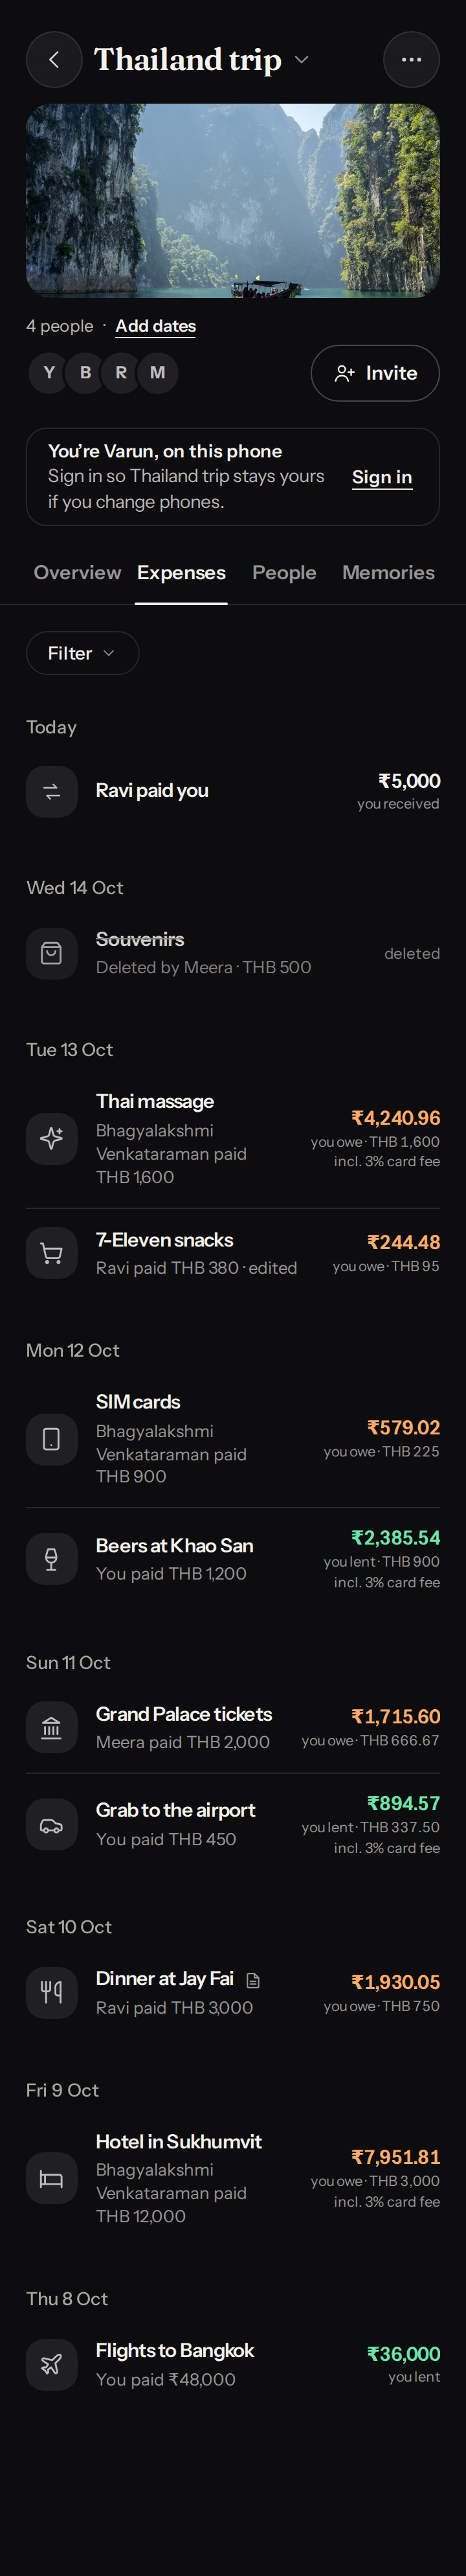 Thailand trip
4 people · Add dates
Y B R M
Invite
You’re Varun, on this phone
Sign in so Thailand trip stays yours
if you change phones.
Sign in
Overview Expenses People Memories
Filter
Today
Ravi paid you
₹5,000
you received
Wed 14 Oct
Souvenirs
Deleted by Meera · THB 500
deleted
Tue 13 Oct
Thai massage
Bhagyalakshmi
Venkataraman paid
THB 1,600
₹4,240.96
you owe · THB 1,600
incl. 3% card fee
7-Eleven snacks
Ravi paid THB 380 · edited
₹244.48
you owe · THB 95
Mon 12 Oct
SIM cards
Bhagyalakshmi
Venkataraman paid
THB 900
₹579.02
you owe · THB 225
Beers at Khao San
You paid THB 1,200
₹2,385.54
you lent · THB 900
incl. 3% card fee
Sun 11 Oct
Grand Palace tickets
Meera paid THB 2,000
₹1,715.60
you owe · THB 666.67
Grab to the airport
You paid THB 450
₹894.57
you lent · THB 337.50
incl. 3% card fee
Sat 10 Oct
Dinner at Jay Fai
Ravi paid THB 3,000
₹1,930.05
you owe · THB 750
Fri 9 Oct
Hotel in Sukhumvit
Bhagyalakshmi
Venkataraman paid
THB 12,000
₹7,951.81
you owe · THB 3,000
incl. 3% card fee
Thu 8 Oct
Flights to Bangkok
You paid ₹48,000
₹36,000
you lent